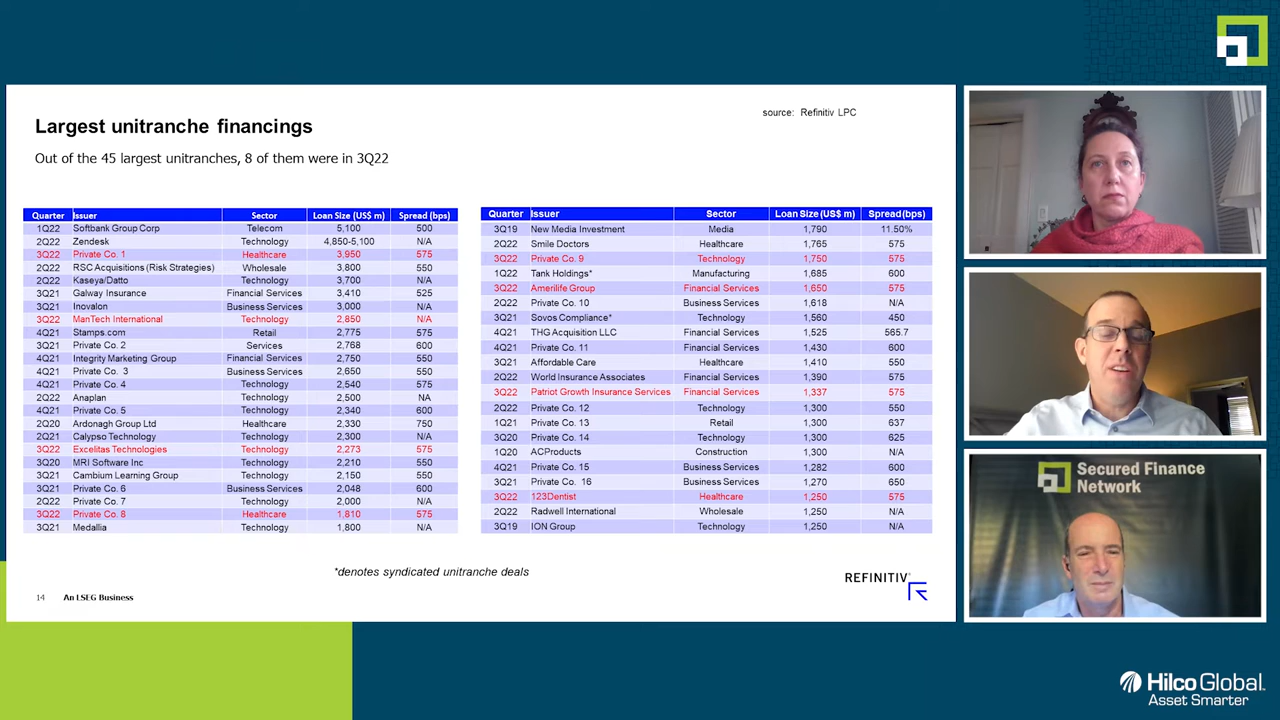 source: Refinitiv LPC
Largest unitranche financings
Out of the 45 largest unitranches, 8 of them were in 3Q22
Quarter Issuer Sector Loan Size (US$ m) Spread (bps)
1Q22 Softbank Group Corp Telecom 5,100 500
2Q22 Zendesk Technology 4,850-5,100 N/A
3Q22 Private Co. 1 Healthcare 3,950 575
2Q22 RSC Acquisitions (Risk Strategies) Wholesale 3,800 550
2Q22 Kaseya/Datto Technology 3,700 N/A
3Q21 Galway Insurance Financial Services 3,410 525
1Q22 Inovalon Business Services 3,000 N/A
3Q22 ManTech International Technology 2,850 N/A
4Q21 Stamps.com Retail 2,775 575
3Q21 Private Co. 2 Services 2,768 600
4Q21 Integrity Marketing Group Financial Services 2,750 550
4Q21 Private Co. 3 Business Services 2,650 550
4Q21 Private Co. 4 Technology 2,540 575
2Q22 Anaplan Technology 2,500 NA
4Q21 Private Co. 5 Technology 2,340 600
2Q20 Ardonagh Group Ltd Healthcare 2,330 750
2Q21 Calypso Technology Technology 2,300 N/A
3Q22 Excelitas Technologies Technology 2,273 575
3Q20 MRI Software Inc Technology 2,210 550
3Q21 Cambium Learning Group Technology 2,150 550
3Q21 Private Co. 6 Business Services 2,048 600
2Q22 Private Co. 7 Technology 2,000 N/A
3Q22 Private Co. 8 Healthcare 1,810 575
3Q21 Medallia Technology 1,800 N/A
Quarter Issuer Sector Loan Size (US$ m) Spread(bps)
3Q19 New Media Investment Media 1,790 11.50%
2Q22 Smile Doctors Healthcare 1,765 575
3Q22 Private Co. 9 Technology 1,750 575
1Q22 Tank Holdings* Manufacturing 1,685 600
3Q22 Amerilife Group Financial Services 1,650 575
2Q22 Private Co. 10 Business Services 1,618 N/A
3Q21 Sovos Compliance* Technology 1,560 450
4Q21 THG Acquisition LLC Financial Services 1,525 565.7
4Q21 Private Co. 11 Financial Services 1,430 600
3Q21 Affordable Care Healthcare 1,410 550
2Q22 World Insurance Associates Financial Services 1,390 575
3Q22 Patriot Growth Insurance Services Financial Services 1,337 575
2Q22 Private Co. 12 Technology 1,300 550
1Q21 Private Co. 13 Retail 1,300 637
3Q20 Private Co. 14 Technology 1,300 625
1Q20 ACProducts Construction 1,300 N/A
4Q21 Private Co. 15 Business Services 1,282 600
3Q21 Private Co. 16 Business Services 1,270 650
3Q22 123Dentist Healthcare 1,250 575
2Q22 Radwell International Wholesale 1,250 N/A
3Q19 ION Group Technology 1,250 N/A
*denotes syndicated unitranche deals
REFINITIV
14 An LSEG Business
Secured Finance
Network
Hilco Global
Asset Smarter